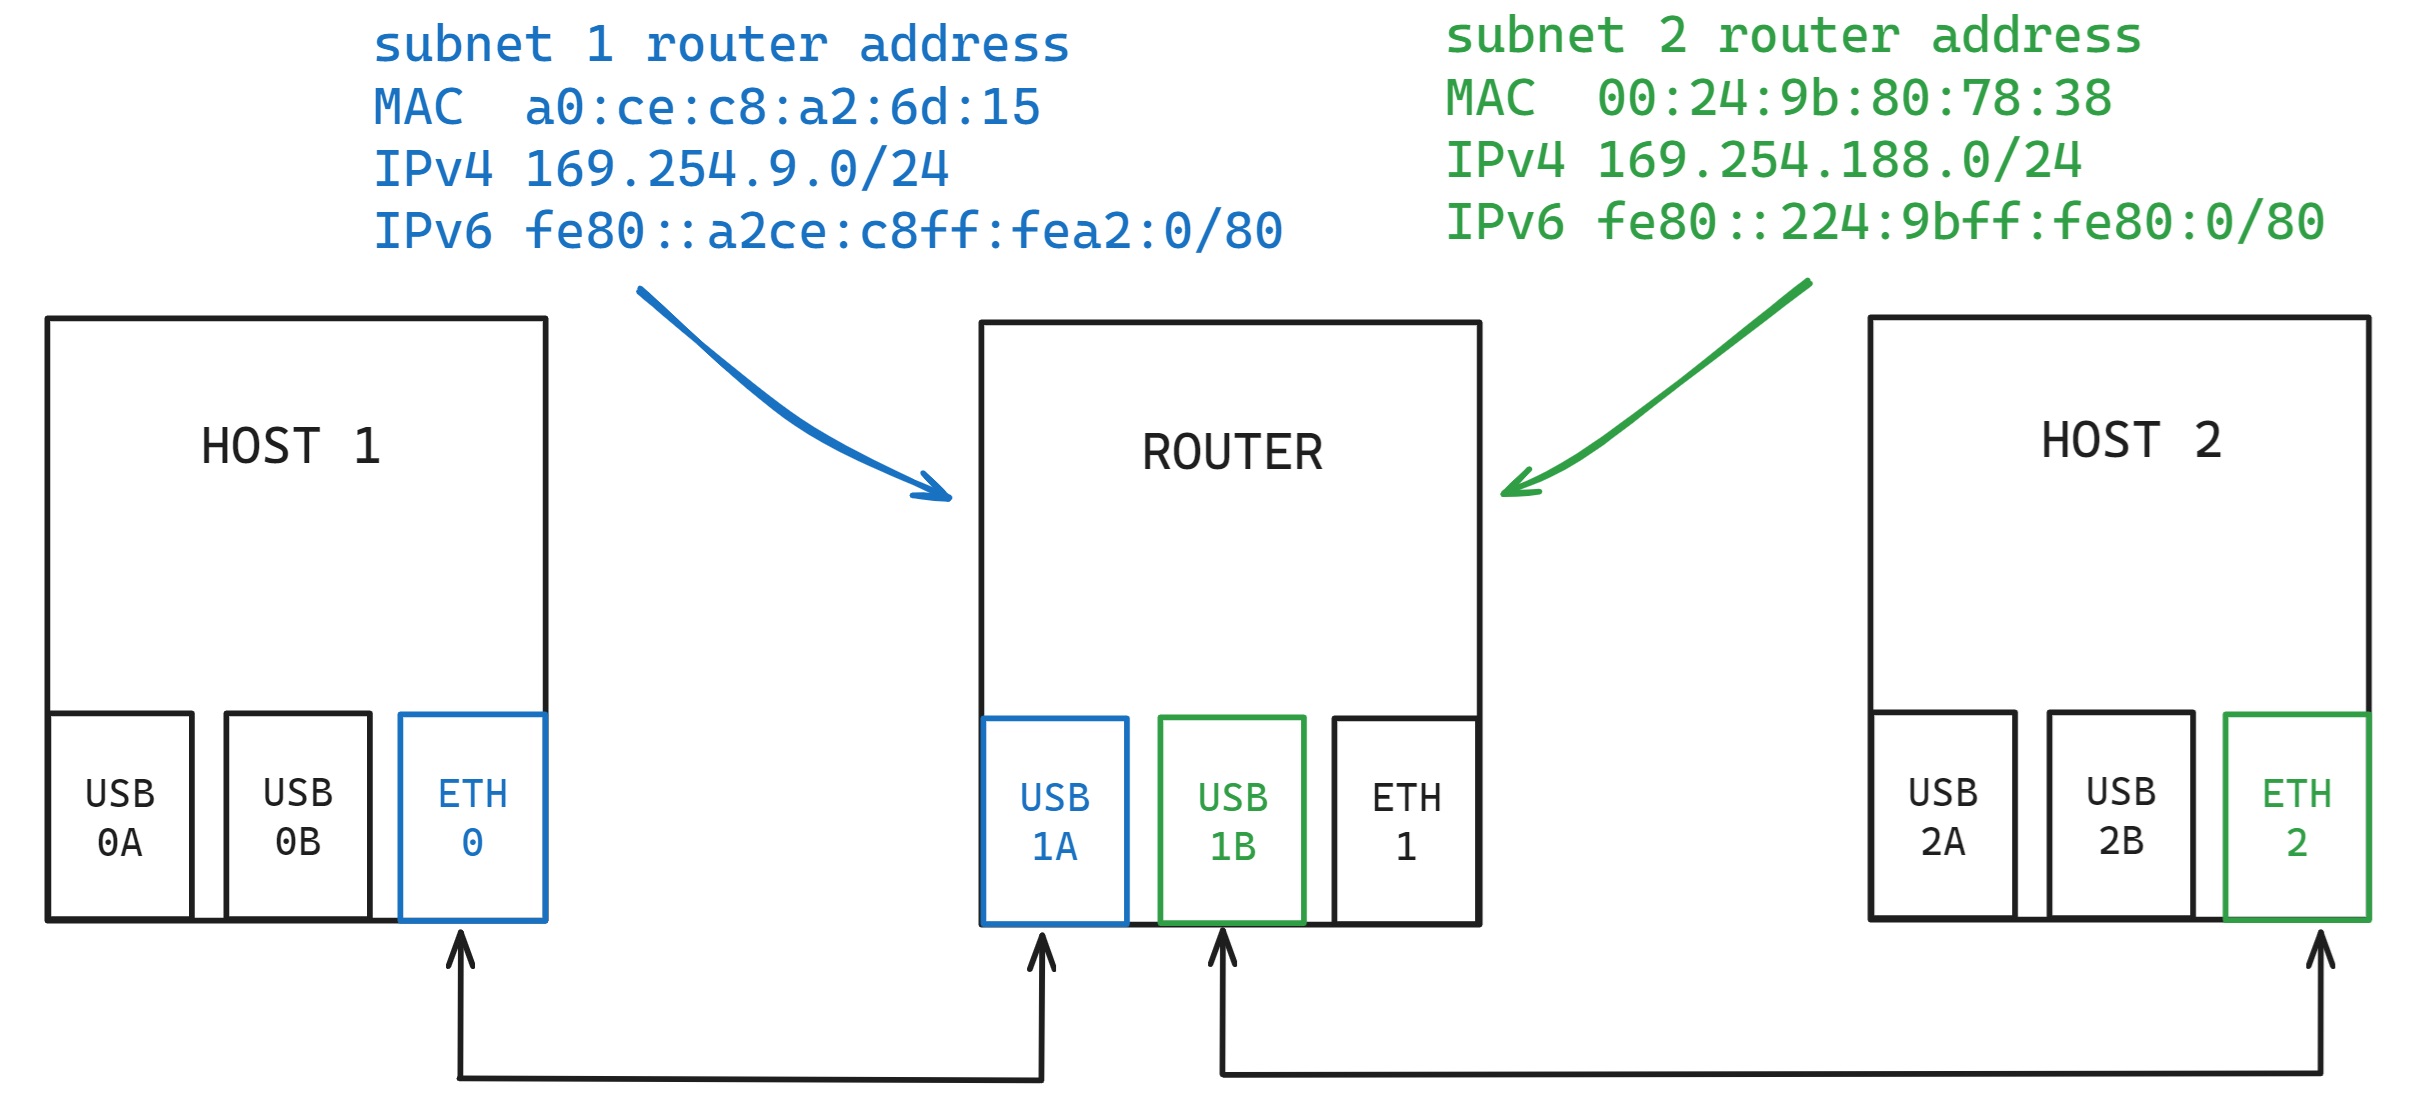 subnet 1 router address
MAC  a0:ce:c8:a2:6d:15
IPv4 169.254.9.0/24
IPv6 fe80::a2ce:c8ff:fea2:0/80
subnet 2 router address
MAC  00:24:9b:80:78:38
IPv4 169.254.188.0/24
IPv6 fe80::224:9bff:fe80:0/80
HOST 1
USB
0A
USB
0B
ETH
0
ROUTER
USB
1A
USB
1B
ETH
1
HOST 2
USB
2A
USB
2B
ETH
2